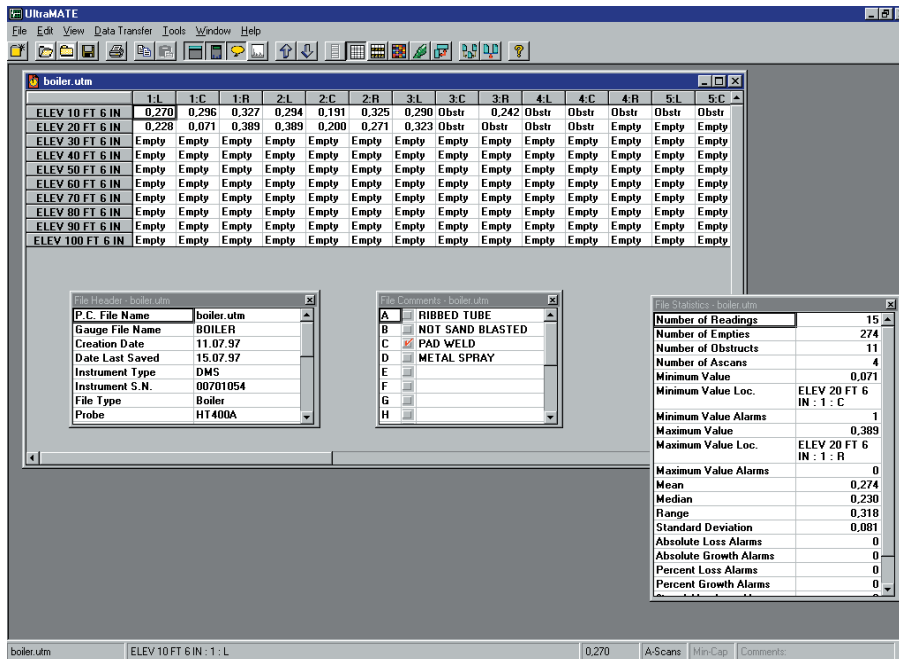 UltraMATE
File Edit View Data Transfer Tools Window Help
boiler.utm
1:L 1:C 1:R 2:L 2:C 2:R 3:L 3:C 3:R 4:L 4:C 4:R 5:L 5:C
ELEV 10 FT 6 IN 0,270 0,296 0,327 0,294 0,191 0,325 0,290 Obstr 0,242 Obstr Obstr Obstr Obstr Obstr
ELEV 20 FT 6 IN 0,228 0,071 0,389 0,389 0,200 0,271 0,323 Obstr Obstr Obstr Obstr Empty Empty Empty
ELEV 30 FT 6 IN Empty Empty Empty Empty Empty Empty Empty Empty Empty Empty Empty Empty Empty Empty
ELEV 40 FT 6 IN Empty Empty Empty Empty Empty Empty Empty Empty Empty Empty Empty Empty Empty Empty
ELEV 50 FT 6 IN Empty Empty Empty Empty Empty Empty Empty Empty Empty Empty Empty Empty Empty Empty
ELEV 60 FT 6 IN Empty Empty Empty Empty Empty Empty Empty Empty Empty Empty Empty Empty Empty Empty
ELEV 70 FT 6 IN Empty Empty Empty Empty Empty Empty Empty Empty Empty Empty Empty Empty Empty Empty
ELEV 80 FT 6 IN Empty Empty Empty Empty Empty Empty Empty Empty Empty Empty Empty Empty Empty Empty
ELEV 90 FT 6 IN Empty Empty Empty Empty Empty Empty Empty Empty Empty Empty Empty Empty Empty Empty
ELEV 100 FT 6 IN Empty Empty Empty Empty Empty Empty Empty Empty Empty Empty Empty Empty Empty Empty
File Header - boiler.utm
P.C. File Name boiler.utm
Gauge File Name BOILER
Creation Date 11.07.97
Date Last Saved 15.07.97
Instrument Type DMS
Instrument S.N. 00701054
File Type Boiler
Probe HT400A
File Comments - boiler.utm
A RIBBED TUBE
B NOT SAND BLASTED
C PAD WELD
D METAL SPRAY
E
F
G
H
File Statistics - boiler.utm
Number of Readings 15
Number of Empties 274
Number of Obstructs 11
Number of Ascans 4
Minimum Value 0,071
Minimum Value Loc. ELEV 20 FT 6
IN : 1 : C
Minimum Value Alarms 1
Maximum Value 0,389
Maximum Value Loc. ELEV 20 FT 6
IN : 1 : R
Maximum Value Alarms 0
Mean 0,274
Median 0,230
Range 0,318
Standard Deviation 0,081
Absolute Loss Alarms 0
Absolute Growth Alarms 0
Percent Loss Alarms 0
Percent Growth Alarms 0
boiler.utm ELEV 10 FT 6 IN : 1 : L 0,270 A-Scans Min-Cap Comments: